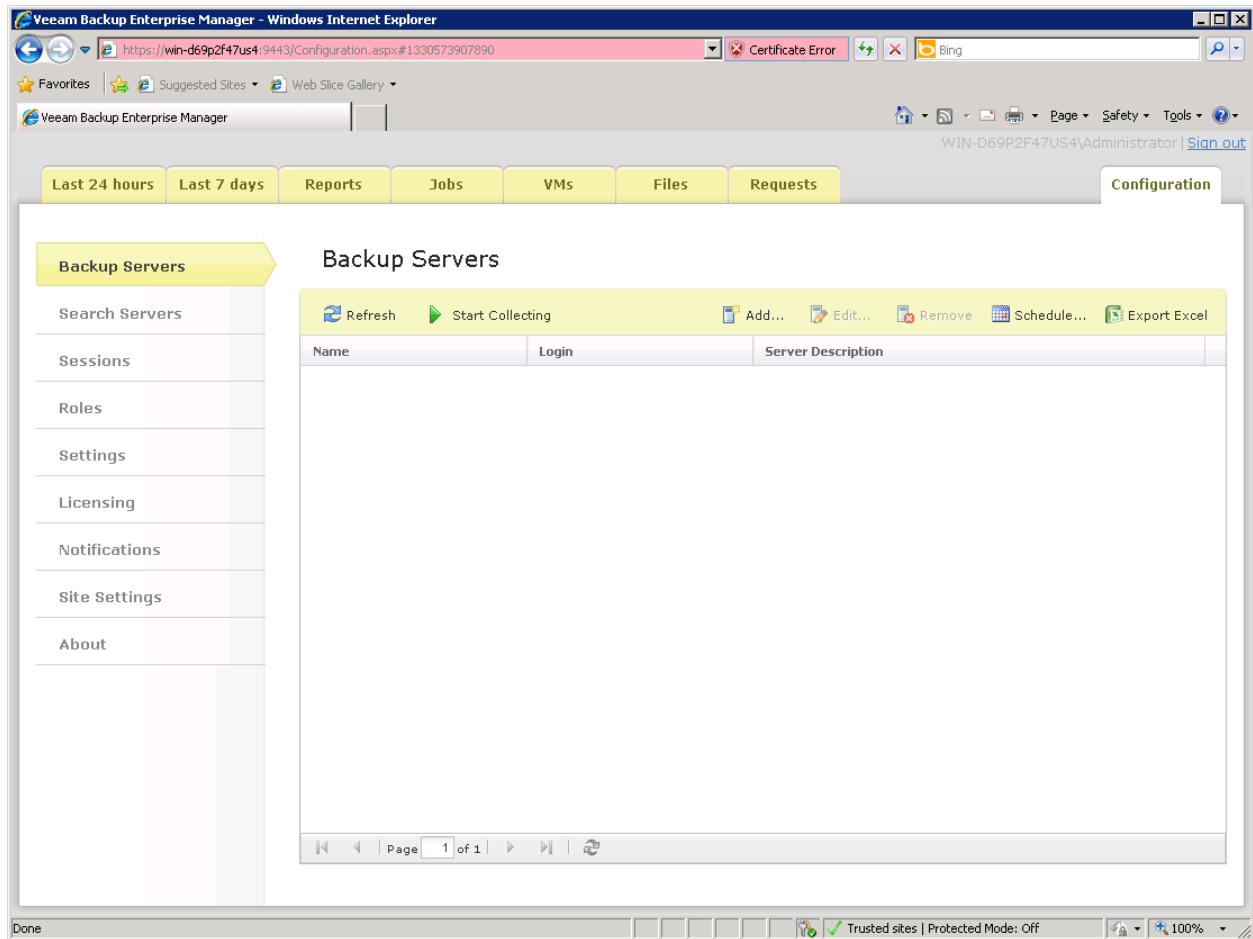 Veeam Backup Enterprise Manager - Windows Internet Explorer
https://win-d69p2f47us4:9443/Configuration.aspx#1330573907890
Certificate Error
Bing
Favorites Suggested Sites Web Slice Gallery
Veeam Backup Enterprise Manager
Page Safety Tools
WIN-D69P2F47US4\Administrator | Sign out
Last 24 hours Last 7 days Reports Jobs VMs Files Requests Configuration
Backup Servers
Search Servers
Sessions
Roles
Settings
Licensing
Notifications
Site Settings
About
Backup Servers
Refresh Start Collecting Add... Edit... Remove Schedule... Export Excel
Name Login Server Description
Page 1 of 1
Done Trusted sites | Protected Mode: Off 100%